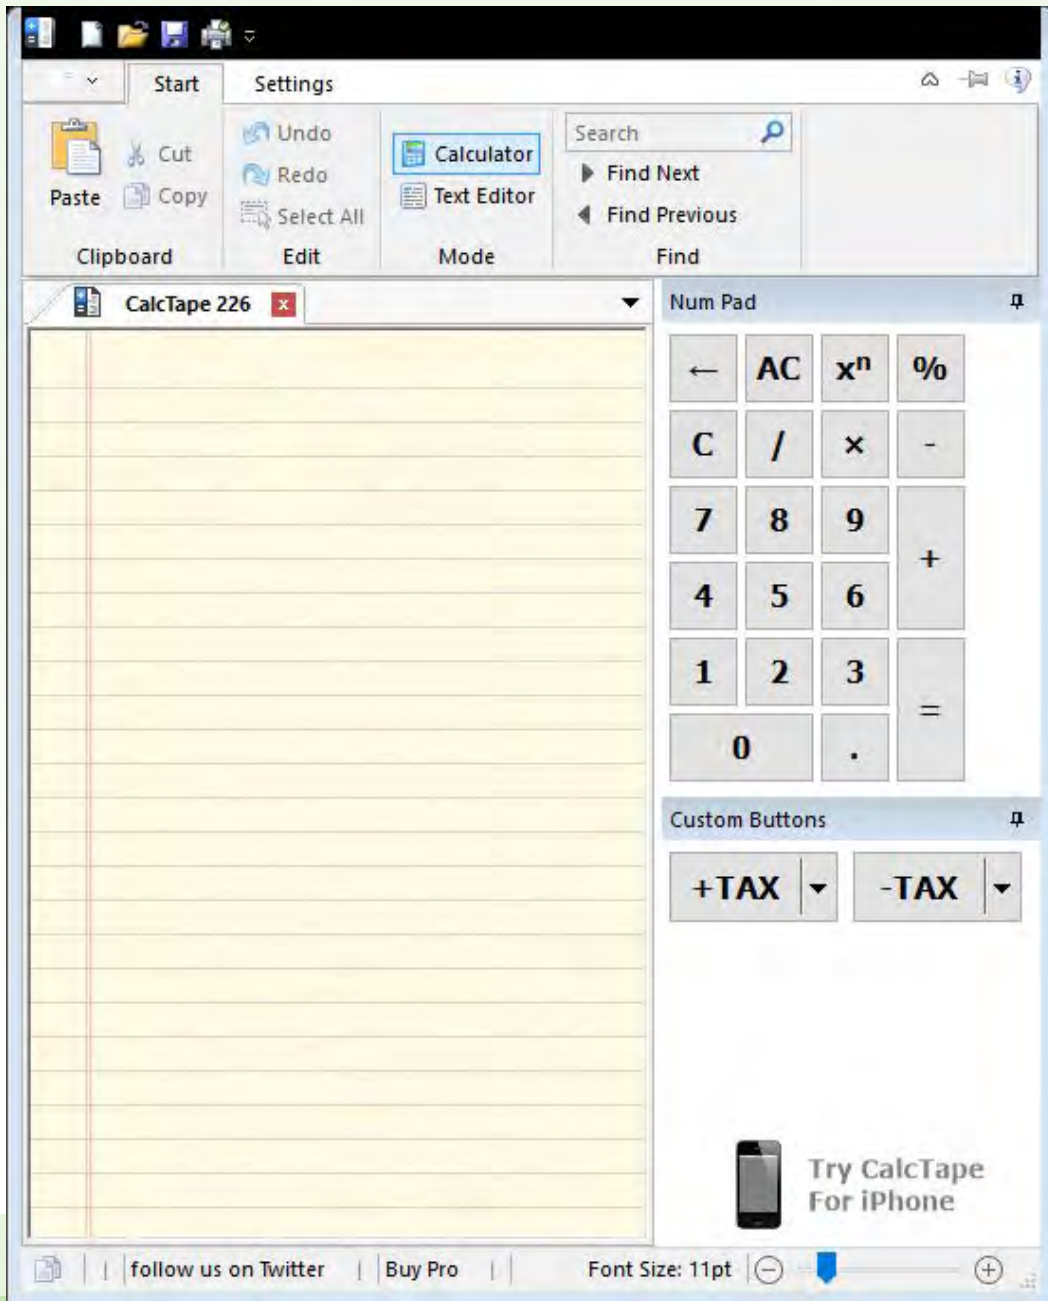 Start Settings
Paste
Cut
Copy
Clipboard
Undo
Redo
Select All
Edit
Calculator
Text Editor
Mode
Search
Find Next
Find Previous
Find
CalcTape 226 x
Num Pad
← AC xⁿ %
C / × -
7 8 9 +
4 5 6
1 2 3 =
0 .
Custom Buttons
+TAX -TAX
Try CalcTape
For iPhone
follow us on Twitter | Buy Pro | Font Size: 11pt